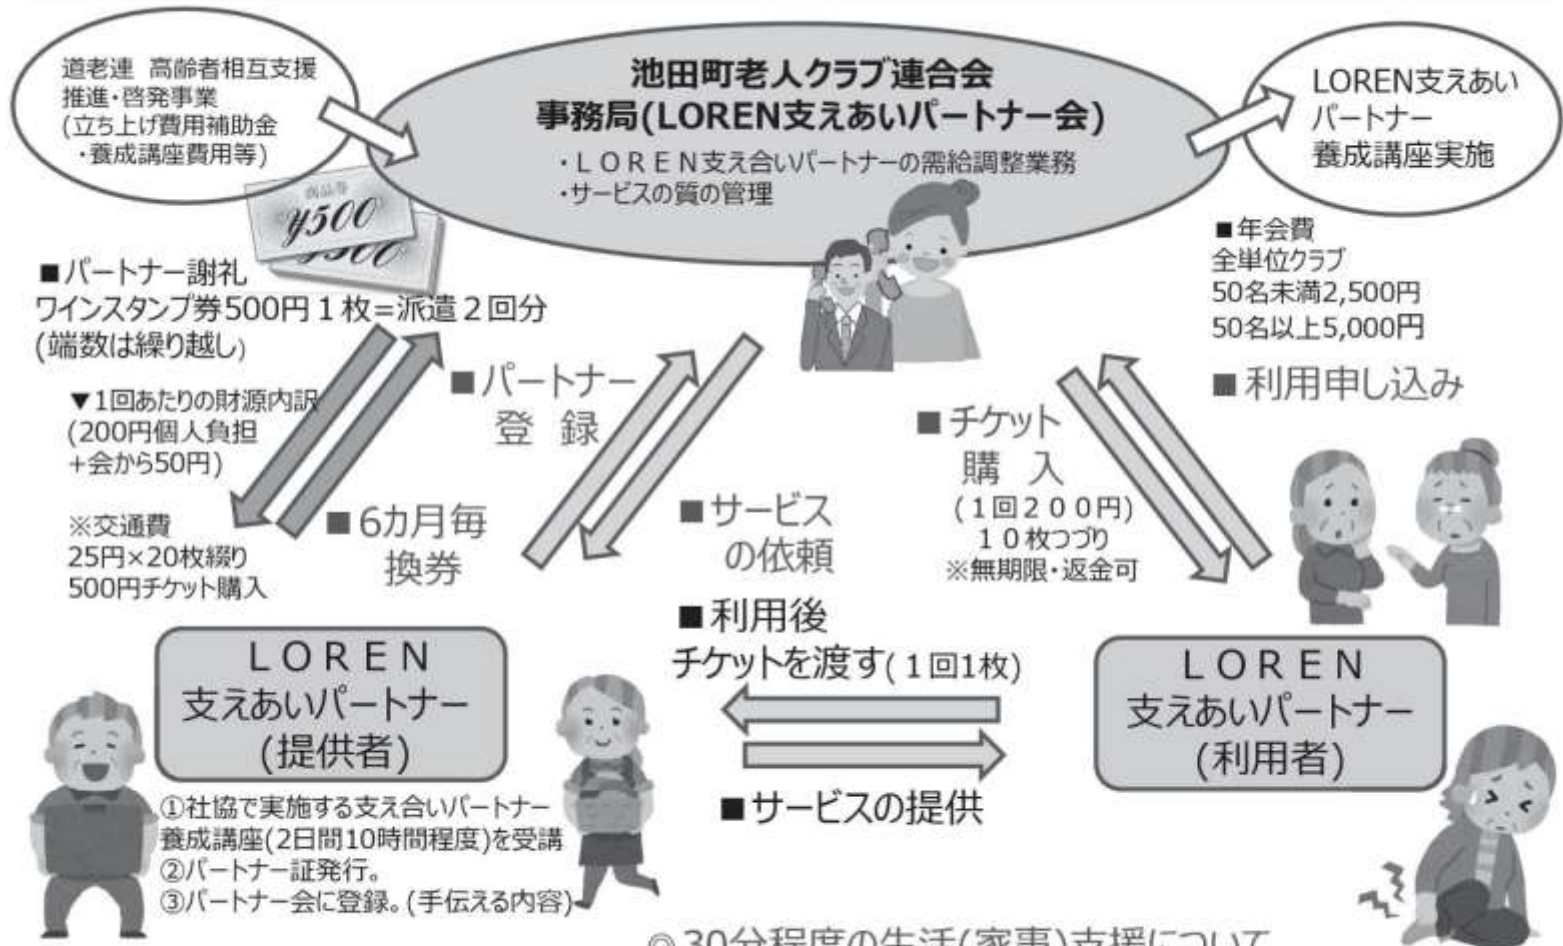 道老連 高齢者相互支援
推進・啓発事業
(立ち上げ費用補助金
・養成講座費用等)
池田町老人クラブ連合会
事務局(LOREN支えあいパートナー会)
・ＬＯＲＥＮ支え合いパートナーの需給調整業務
・サービスの質の管理
LOREN支えあい
パートナー
養成講座実施
商品券
¥500
¥500
■年会費
全単位クラブ
50名未満2,500円
50名以上5,000円
■パートナー謝礼
ワインスタンプ券500円１枚=派遣２回分
(端数は繰り越し)
▼1回あたりの財源内訳
(200円個人負担
+会から50円)
※交通費
25円×20枚綴り
500円チケット購入
■パートナー
登　録
■6カ月毎
換券
■サービス
の依頼
■チケット
購　入
(１回２００円)
１０枚つづり
※無期限・返金可
■利用申し込み
■利用後
チケットを渡す(１回1枚)
■サービスの提供
ＬＯＲＥＮ
支えあいパートナー
(提供者)
①社協で実施する支え合いパートナー
養成講座(2日間10時間程度)を受講
②パートナー証発行。
③パートナー会に登録。(手伝える内容)
ＬＯＲＥＮ
支えあいパートナー
(利用者)
◎30分程度の生活(家事)支援について